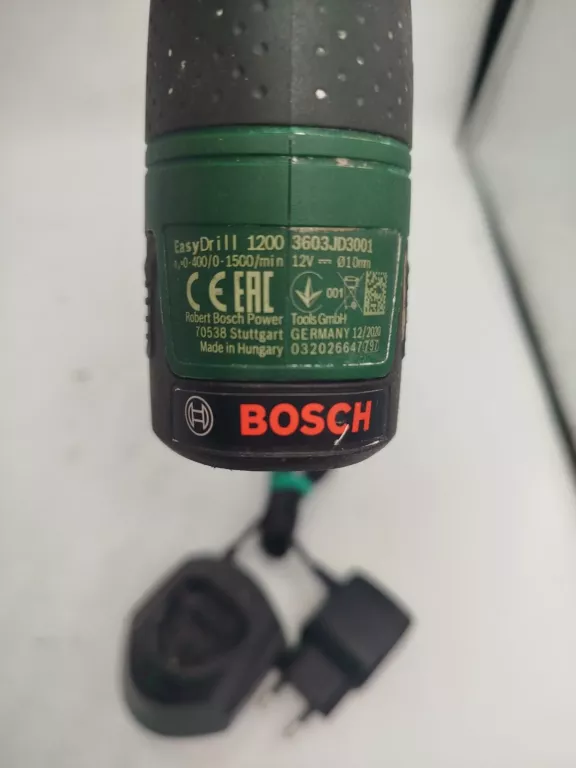 EasyDrill 1200 3603JD3001
n₀=0-400/0-1500/min 12V ⎓ Ø10mm
CE EAC 001
Robert Bosch Power Tools GmbH
70538 Stuttgart GERMANY 12/2020
Made in Hungary 032026647797
BOSCH